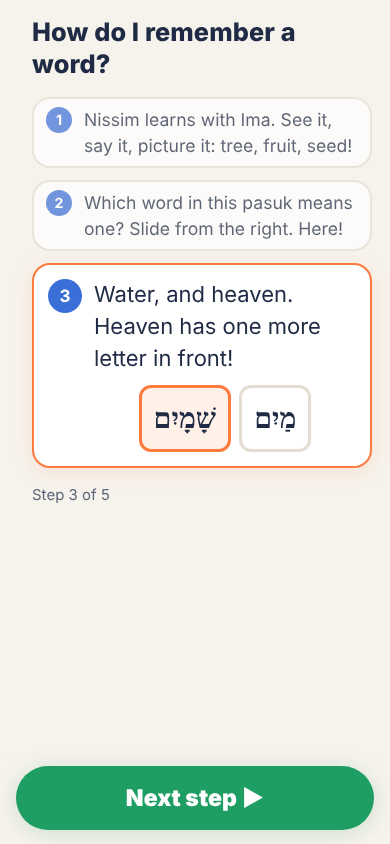 How do I remember a
word?
1
Nissim learns with Ima. See it,
say it, picture it: tree, fruit, seed!
2
Which word in this pasuk means
one? Slide from the right. Here!
3
Water, and heaven.
Heaven has one more
letter in front!
מַיִם
שָׁמָיִם
Step 3 of 5
Next step ▶